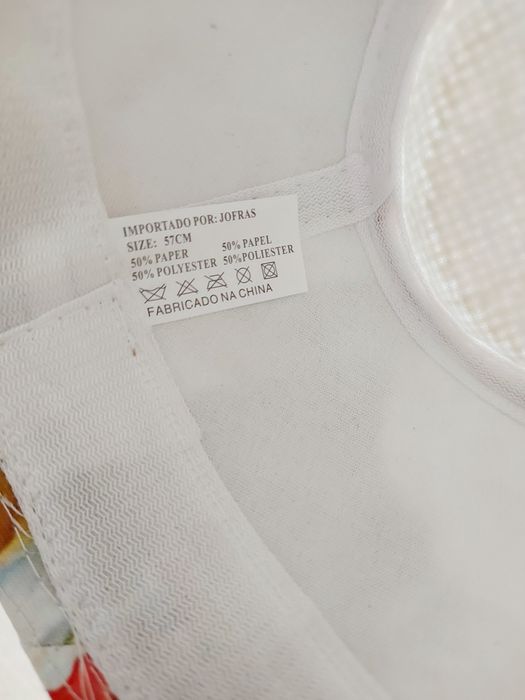 IMPORTADO POR: JOFRAS
SIZE: 57CM
50% PAPER 50% PAPEL
50% POLYESTER 50%POLIESTER
FABRICADO NA CHINA